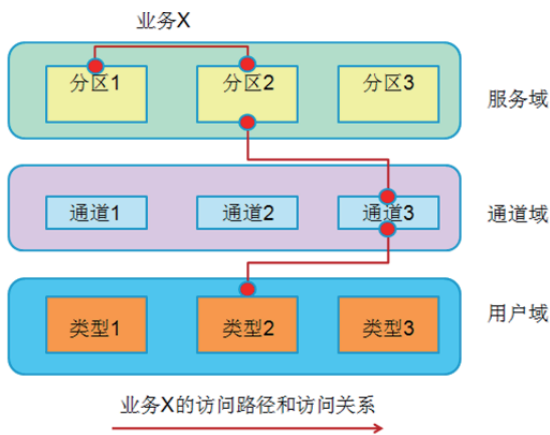 业务X
分区1
分区2
分区3
服务域
通道1
通道2
通道3
通道域
类型1
类型2
类型3
用户域
业务X的访问路径和访问关系